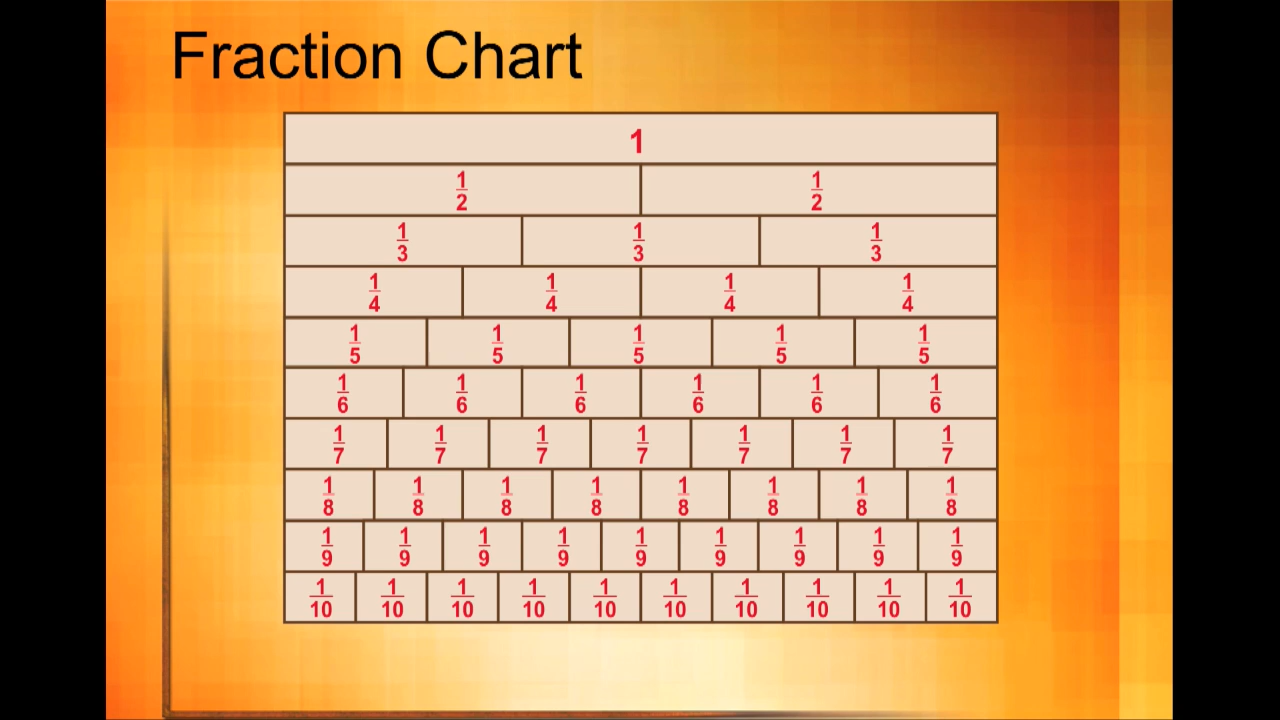 Fraction Chart
1
1/2 1/2
1/3 1/3 1/3
1/4 1/4 1/4 1/4
1/5 1/5 1/5 1/5 1/5
1/6 1/6 1/6 1/6 1/6 1/6
1/7 1/7 1/7 1/7 1/7 1/7 1/7
1/8 1/8 1/8 1/8 1/8 1/8 1/8 1/8
1/9 1/9 1/9 1/9 1/9 1/9 1/9 1/9 1/9
1/10 1/10 1/10 1/10 1/10 1/10 1/10 1/10 1/10 1/10